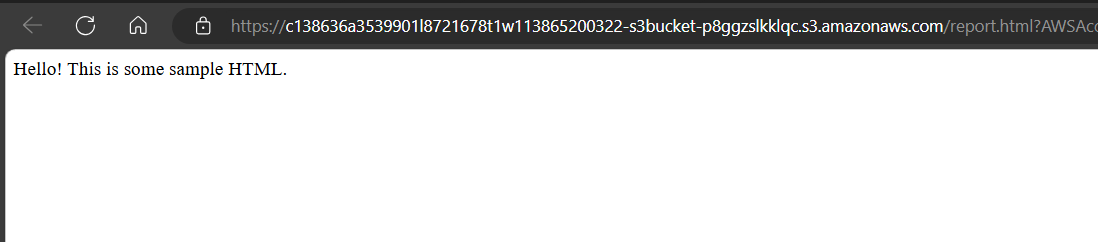 https://c138636a3539901l8721678t1w113865200322-s3bucket-p8ggzslkklqc.s3.amazonaws.com/report.html?AWSAcc
Hello! This is some sample HTML.